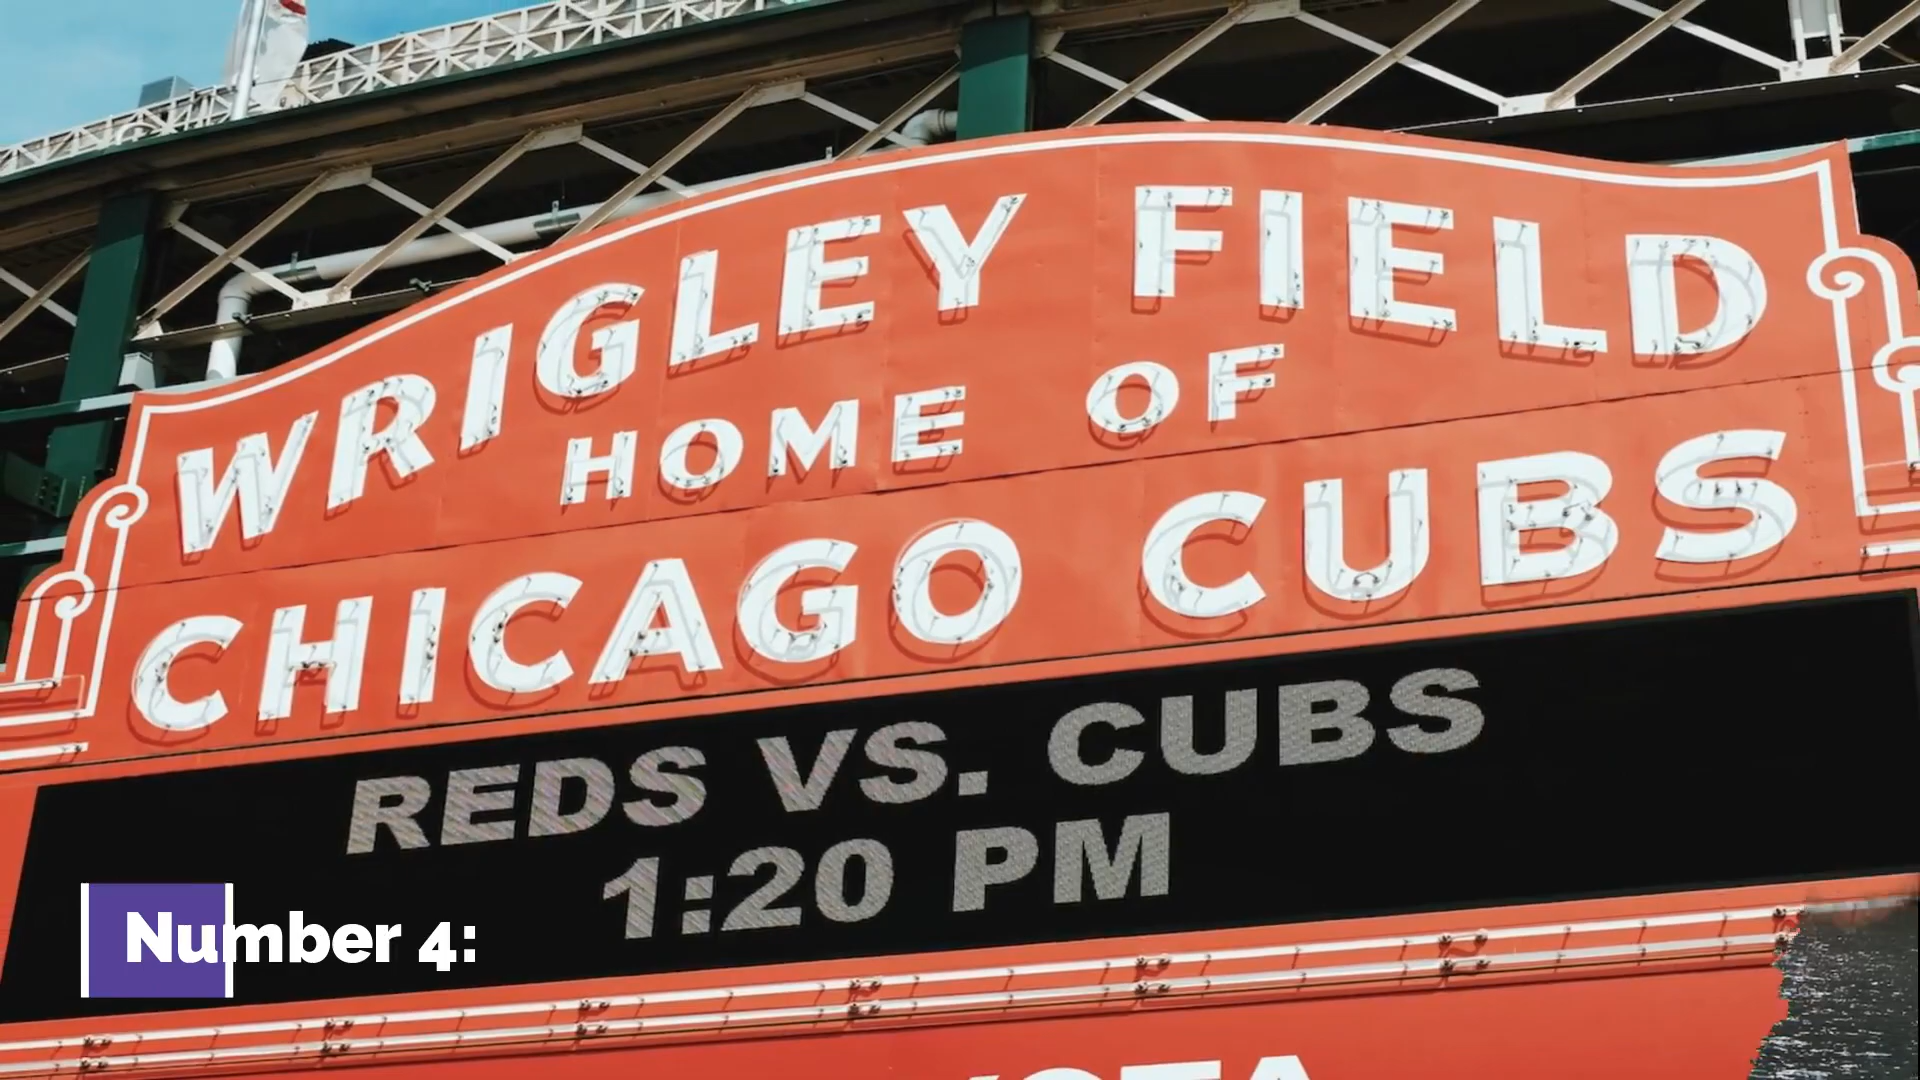 WRIGLEY FIELD
HOME OF
CHICAGO CUBS
REDS VS. CUBS
1:20 PM
Number 4: